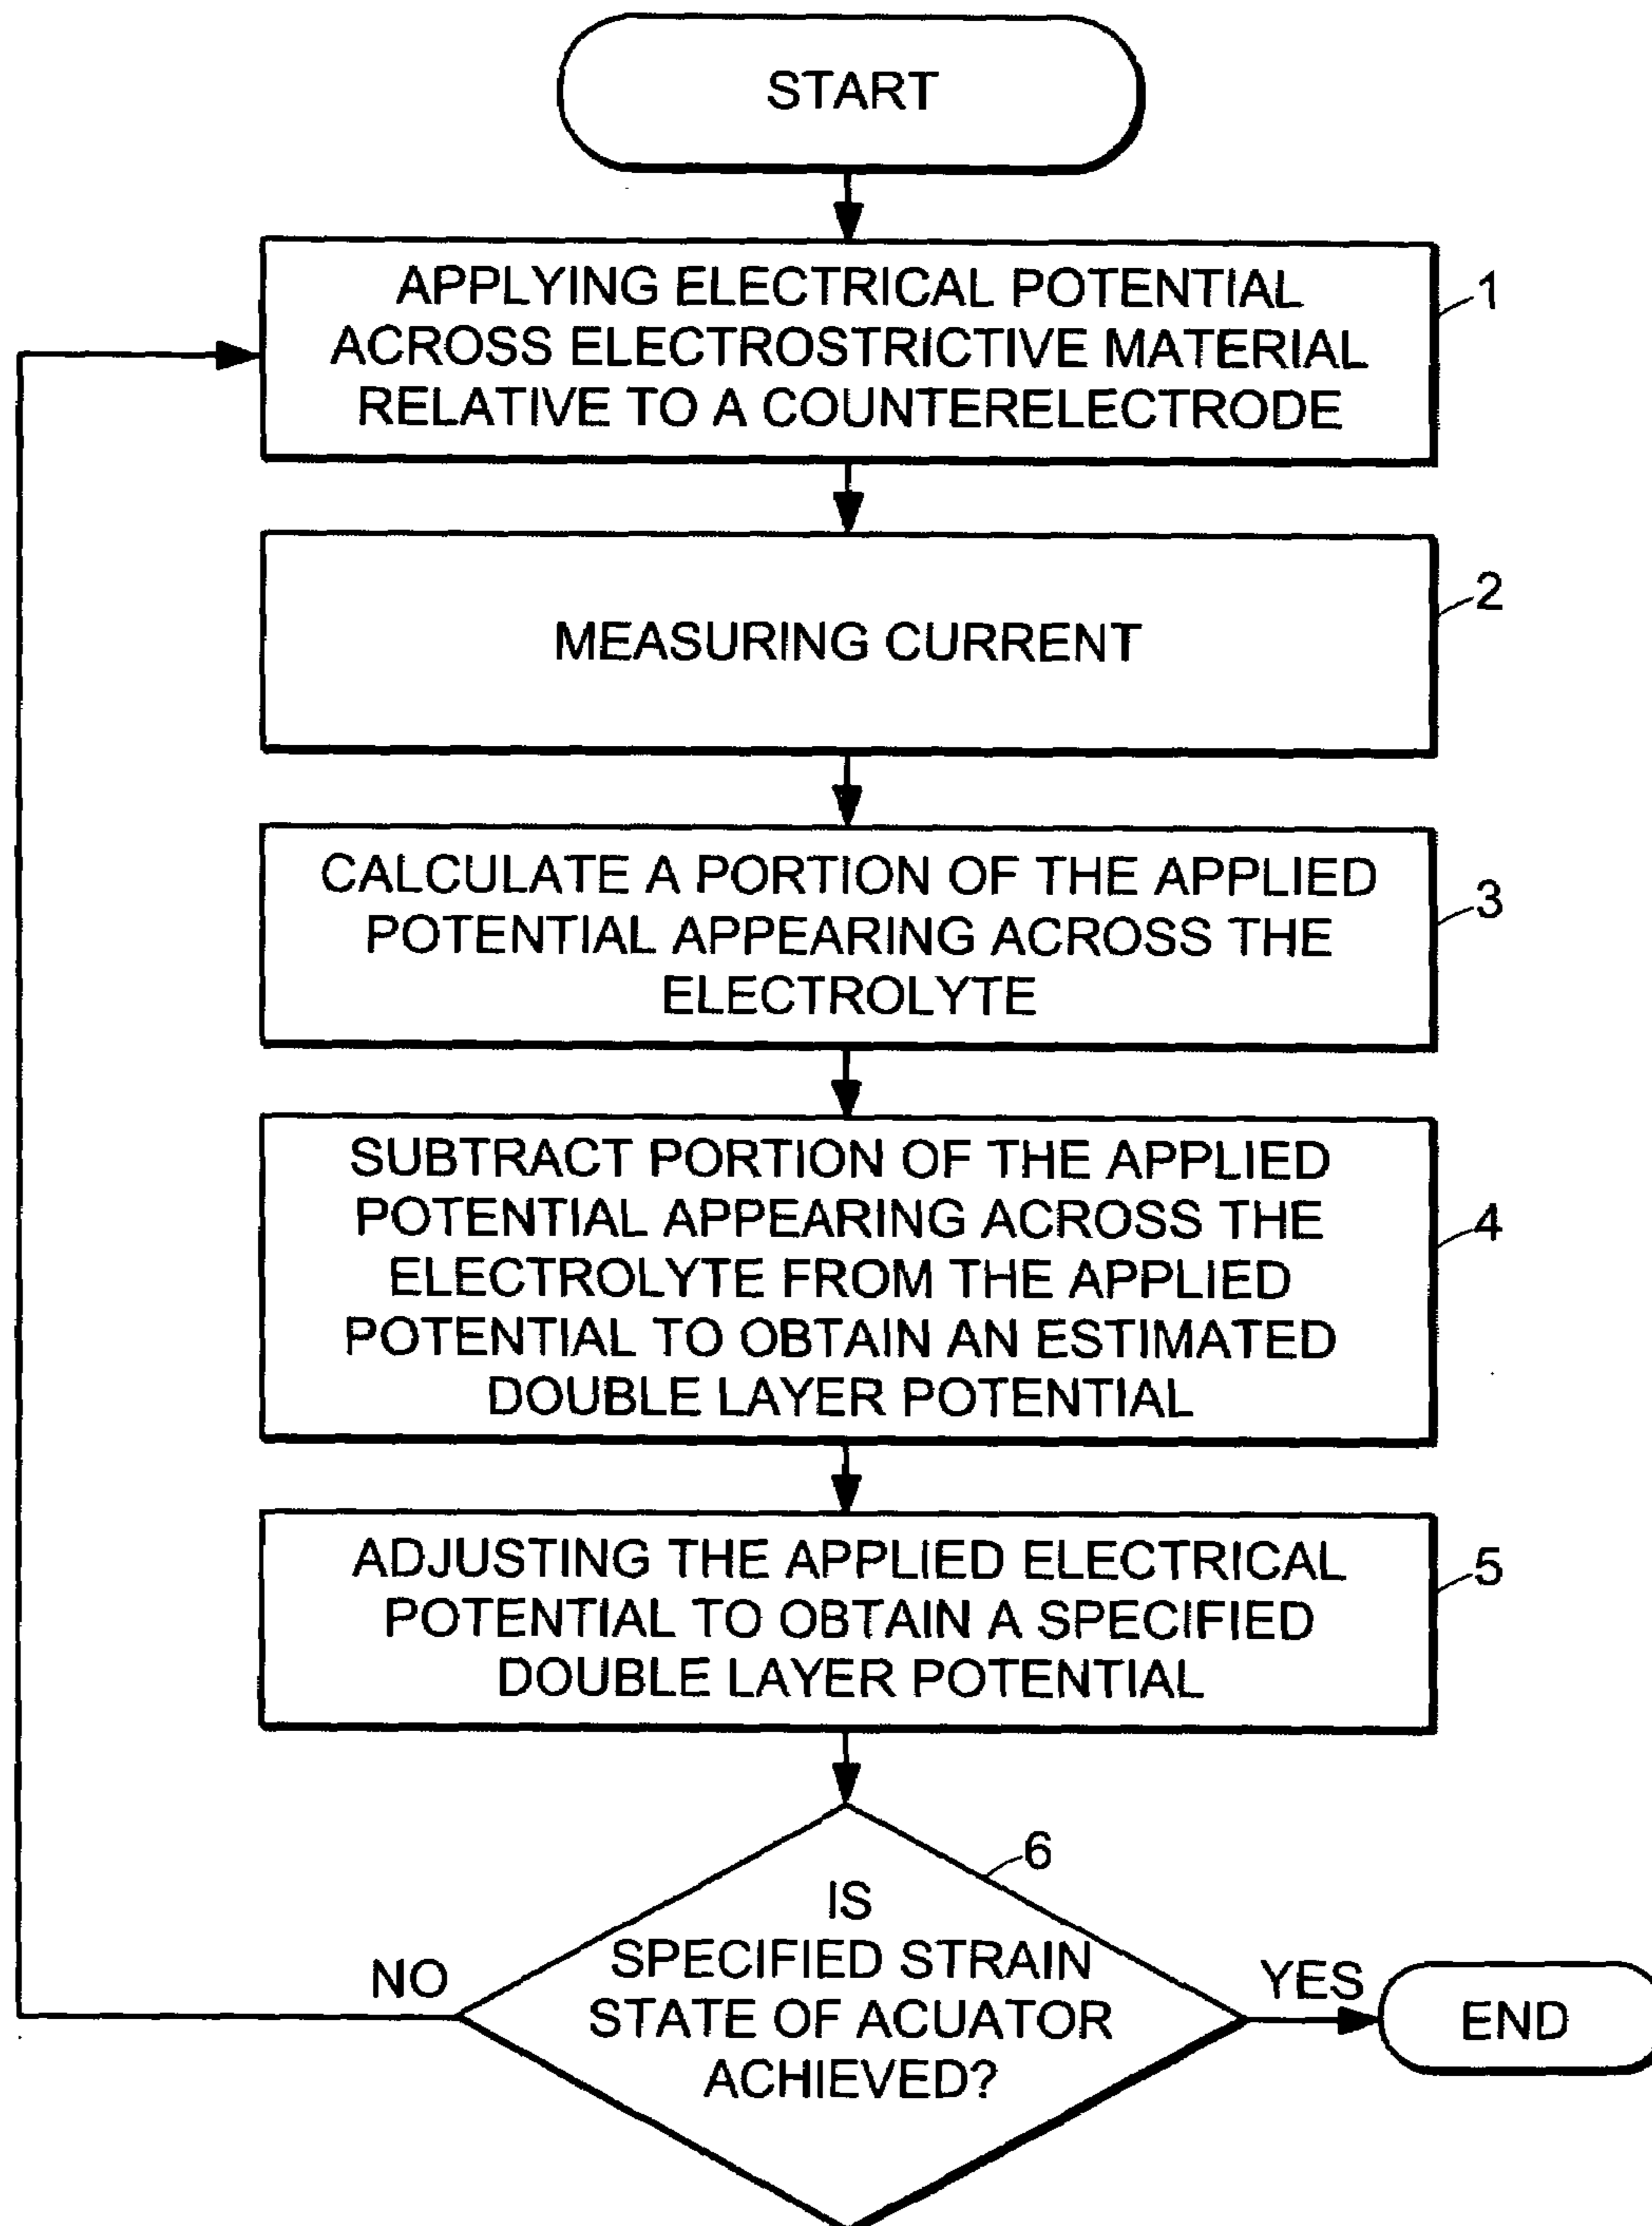 START
APPLYING ELECTRICAL POTENTIAL
ACROSS ELECTROSTRICTIVE MATERIAL
RELATIVE TO A COUNTERELECTRODE
1
MEASURING CURRENT
2
CALCULATE A PORTION OF THE APPLIED
POTENTIAL APPEARING ACROSS THE
ELECTROLYTE
3
SUBTRACT PORTION OF THE APPLIED
POTENTIAL APPEARING ACROSS THE
ELECTROLYTE FROM THE APPLIED
POTENTIAL TO OBTAIN AN ESTIMATED
DOUBLE LAYER POTENTIAL
4
ADJUSTING THE APPLIED ELECTRICAL
POTENTIAL TO OBTAIN A SPECIFIED
DOUBLE LAYER POTENTIAL
5
6
IS
SPECIFIED STRAIN
STATE OF ACUATOR
ACHIEVED?
NO
YES
END